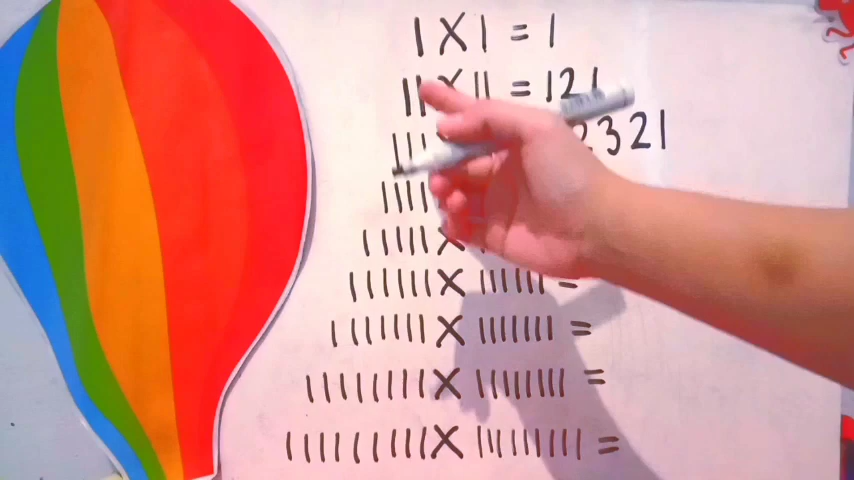 1 X 1 = 1
11 X 11 = 121
111 2321
1111
11111 X
111111 X 111111 =
1111111 X 1111111 =
11111111 X 11111111 =
111111111 X 111111111 =